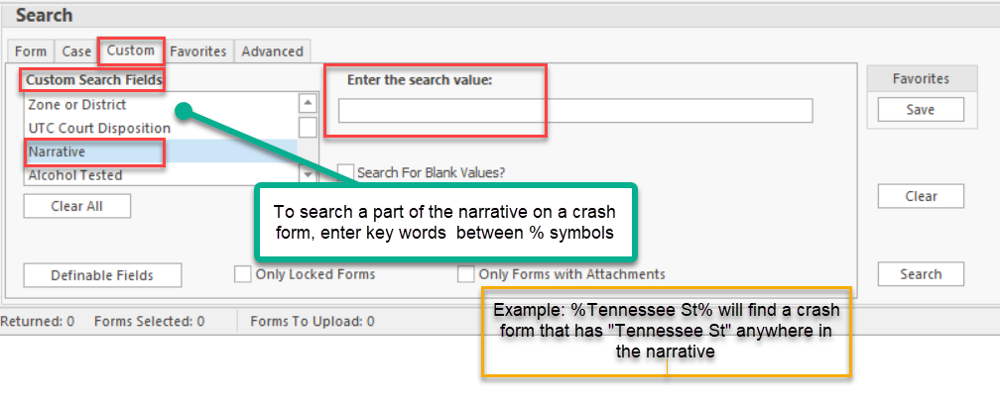 Search
Form Case Custom Favorites Advanced
Custom Search Fields
Zone or District
UTC Court Disposition
Narrative
Alcohol Tested
Clear All
Definable Fields
Enter the search value:
Search For Blank Values?
To search a part of the narrative on a crash
form, enter key words between % symbols
Only Locked Forms
Only Forms with Attachments
Favorites
Save
Clear
Search
Returned: 0 Forms Selected: 0 Forms To Upload: 0
Example: %Tennessee St% will find a crash
form that has "Tennessee St" anywhere in
the narrative